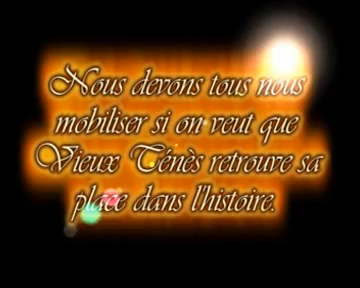 Nous devons tous nous
mobiliser si on veut que
Vieux Ténès retrouve sa
place dans l'histoire.